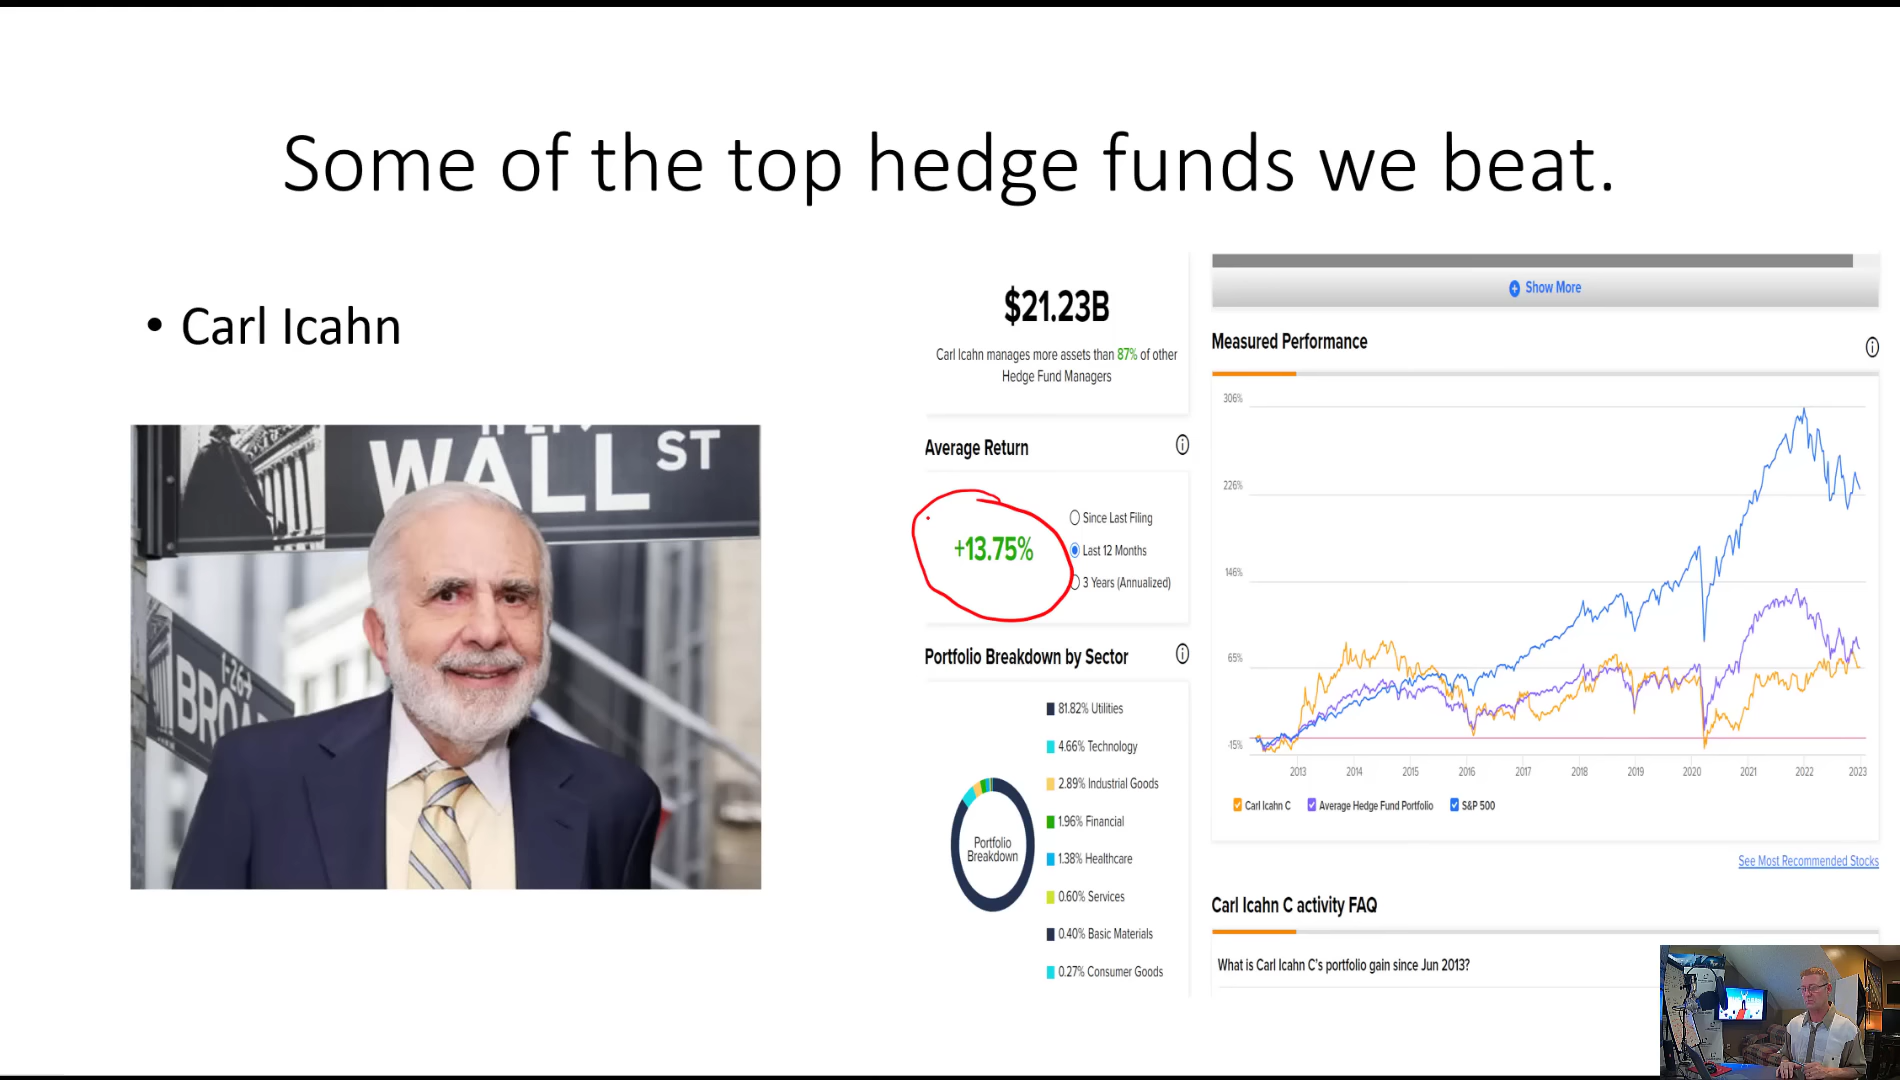 Some of the top hedge funds we beat.
• Carl Icahn
WALL ST
1-26→
$21.23B
Carl Icahn manages more assets than 87% of other
Hedge Fund Managers
Average Return
+13.75%
Since Last Filing
Last 12 Months
3 Years (Annualized)
Portfolio Breakdown by Sector
Portfolio
Breakdown
81.82% Utilities
4.66% Technology
2.89% Industrial Goods
1.96% Financial
1.38% Healthcare
0.60% Services
0.40% Basic Materials
0.27% Consumer Goods
Show More
Measured Performance
306%
226%
146%
65%
-15%
2013 2014 2015 2016 2017 2018 2019 2020 2021 2022 2023
Carl Icahn C Average Hedge Fund Portfolio S&P 500
See Most Recommended Stocks
Carl Icahn C activity FAQ
What is Carl Icahn C's portfolio gain since Jun 2013?